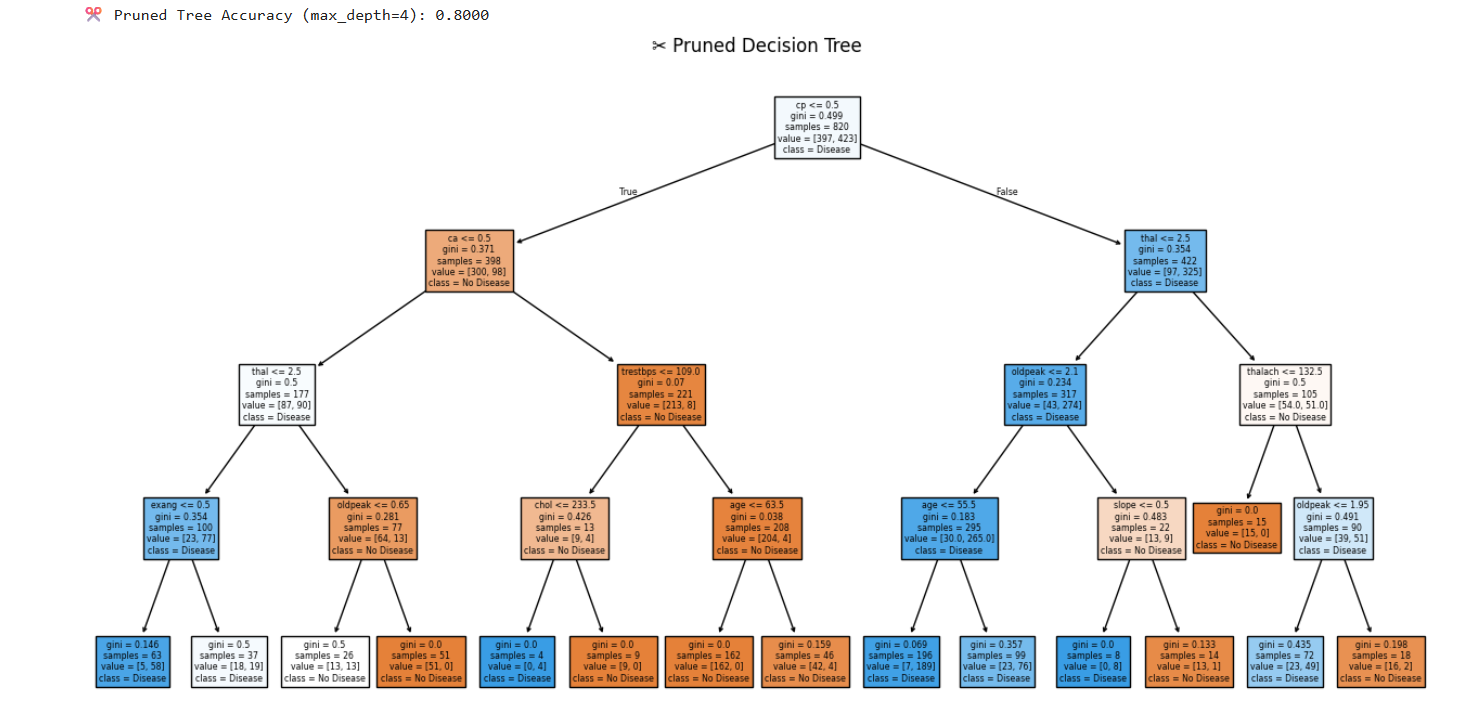 ✂ Pruned Tree Accuracy (max_depth=4): 0.8000
✂ Pruned Decision Tree
cp <= 0.5
gini = 0.499
samples = 820
value = [397, 423]
class = Disease
True
False
ca <= 0.5
gini = 0.371
samples = 398
value = [300, 98]
class = No Disease
thal <= 2.5
gini = 0.354
samples = 422
value = [97, 325]
class = Disease
thal <= 2.5
gini = 0.5
samples = 177
value = [87, 90]
class = Disease
trestbps <= 109.0
gini = 0.07
samples = 221
value = [213, 8]
class = No Disease
oldpeak <= 2.1
gini = 0.234
samples = 317
value = [43, 274]
class = Disease
thalach <= 132.5
gini = 0.5
samples = 105
value = [54.0, 51.0]
class = No Disease
exang <= 0.5
gini = 0.354
samples = 100
value = [23, 77]
class = Disease
oldpeak <= 0.65
gini = 0.281
samples = 77
value = [64, 13]
class = No Disease
chol <= 233.5
gini = 0.426
samples = 13
value = [9, 4]
class = No Disease
age <= 63.5
gini = 0.038
samples = 208
value = [204, 4]
class = No Disease
age <= 55.5
gini = 0.183
samples = 295
value = [30.0, 265.0]
class = Disease
slope <= 0.5
gini = 0.483
samples = 22
value = [13, 9]
class = No Disease
gini = 0.0
samples = 15
value = [15, 0]
class = No Disease
oldpeak <= 1.95
gini = 0.491
samples = 90
value = [39, 51]
class = Disease
gini = 0.146
samples = 63
value = [5, 58]
class = Disease
gini = 0.5
samples = 37
value = [18, 19]
class = Disease
gini = 0.5
samples = 26
value = [13, 13]
class = No Disease
gini = 0.0
samples = 51
value = [51, 0]
class = No Disease
gini = 0.0
samples = 4
value = [0, 4]
class = Disease
gini = 0.0
samples = 9
value = [9, 0]
class = No Disease
gini = 0.0
samples = 162
value = [162, 0]
class = No Disease
gini = 0.159
samples = 46
value = [42, 4]
class = No Disease
gini = 0.069
samples = 196
value = [7, 189]
class = Disease
gini = 0.357
samples = 99
value = [23, 76]
class = Disease
gini = 0.0
samples = 8
value = [0, 8]
class = Disease
gini = 0.133
samples = 14
value = [13, 1]
class = No Disease
gini = 0.435
samples = 72
value = [23, 49]
class = Disease
gini = 0.198
samples = 18
value = [16, 2]
class = No Disease